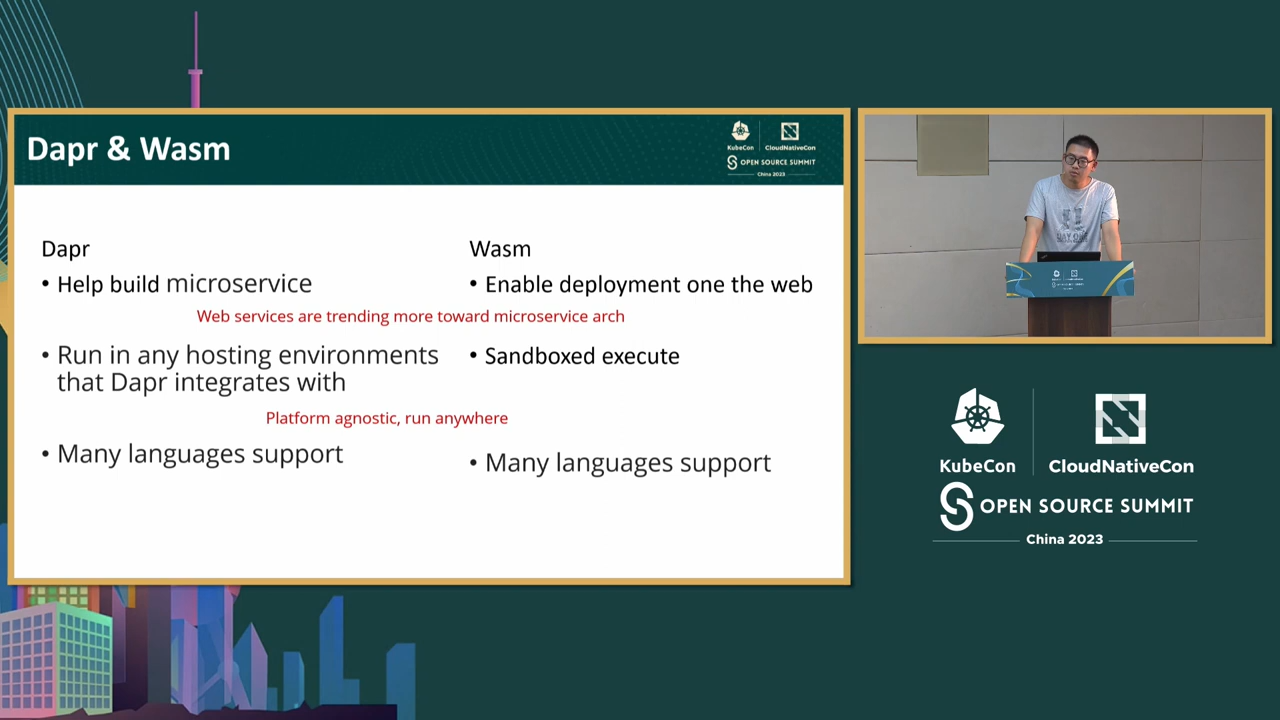 Dapr & Wasm
KubeCon
CloudNativeCon
OPEN SOURCE SUMMIT
China 2023
Dapr
• Help build microservice
Wasm
• Enable deployment one the web
Web services are trending more toward microservice arch
• Run in any hosting environments
that Dapr integrates with
• Sandboxed execute
Platform agnostic, run anywhere
• Many languages support
• Many languages support
KubeCon
CloudNativeCon
OPEN SOURCE SUMMIT
China 2023